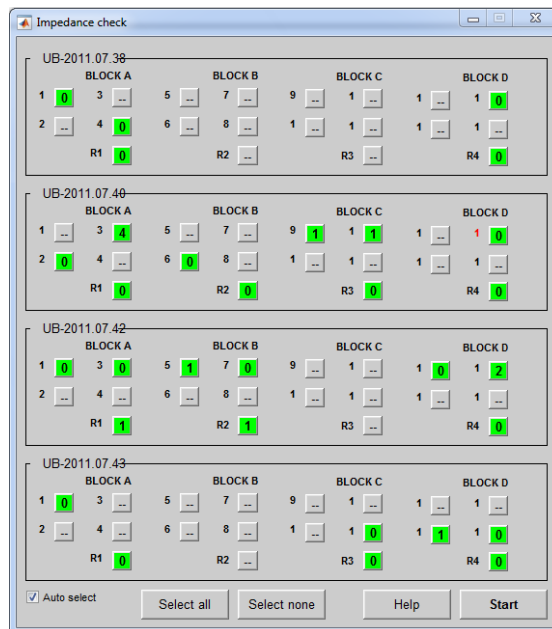 Impedance check
UB-2011.07.38
BLOCK A BLOCK B BLOCK C BLOCK D
1 0 3 -- 5 -- 7 -- 9 -- 1 -- 1 -- 1 0
2 -- 4 0 6 -- 8 -- 1 -- 1 -- 1 -- 1 --
R1 0 R2 -- R3 -- R4 0
UB-2011.07.40
BLOCK A BLOCK B BLOCK C BLOCK D
1 -- 3 4 5 -- 7 -- 9 1 1 1 1 -- 1 0
2 0 4 -- 6 0 8 -- 1 -- 1 -- 1 -- 1 --
R1 0 R2 0 R3 0 R4 0
UB-2011.07.42
BLOCK A BLOCK B BLOCK C BLOCK D
1 0 3 0 5 1 7 0 9 -- 1 -- 1 0 1 2
2 -- 4 -- 6 -- 8 -- 1 -- 1 -- 1 -- 1 --
R1 1 R2 1 R3 -- R4 0
UB-2011.07.43
BLOCK A BLOCK B BLOCK C BLOCK D
1 0 3 -- 5 -- 7 -- 9 -- 1 -- 1 -- 1 --
2 -- 4 -- 6 -- 8 -- 1 -- 1 0 1 1 1 0
R1 0 R2 -- R3 0 R4 0
Auto select Select all Select none Help Start